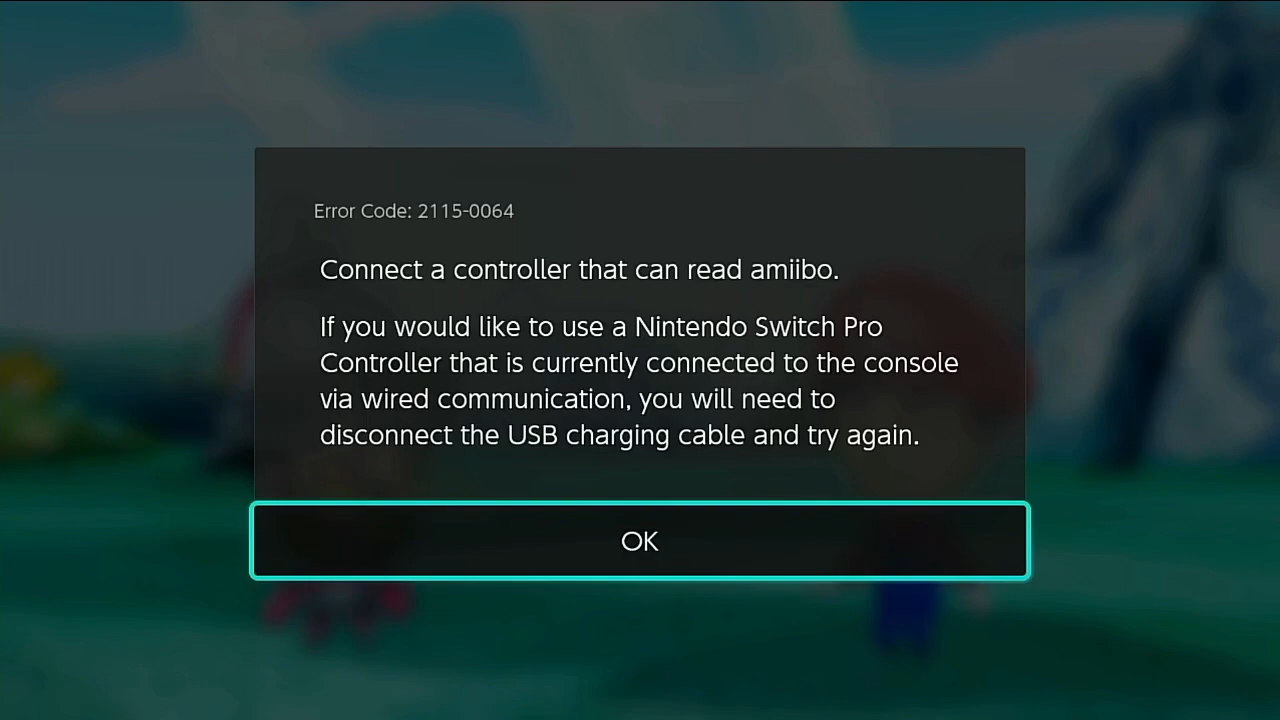 Error Code: 2115-0064
Connect a controller that can read amiibo.
If you would like to use a Nintendo Switch Pro
Controller that is currently connected to the console
via wired communication, you will need to
disconnect the USB charging cable and try again.
OK